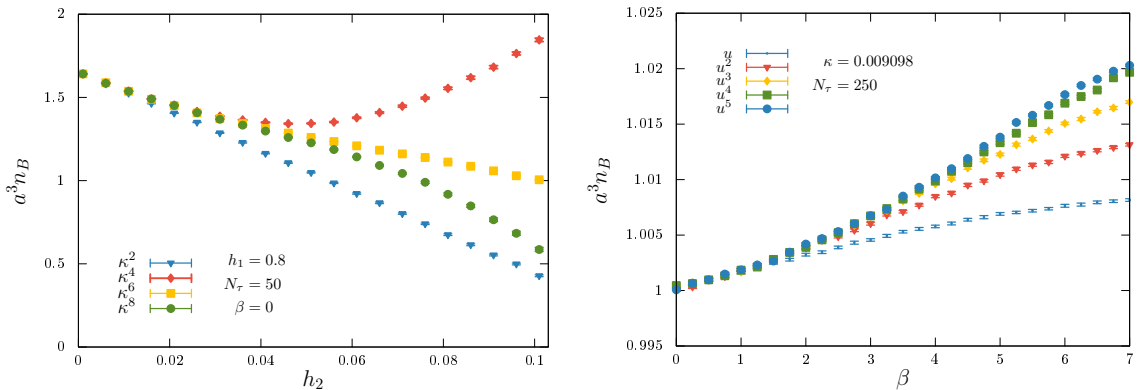 2
1.5
1
0.5
0
a³n_B
κ²
κ⁴
κ⁶
κ⁸
h₁ = 0.8
N_τ = 50
β = 0
0 0.02 0.04 0.06 0.08 0.1
h₂
1.025
1.02
1.015
1.01
1.005
1
0.995
a³n_B
u
u²
u³
u⁴
u⁵
κ = 0.009098
N_τ = 250
0 1 2 3 4 5 6 7
β